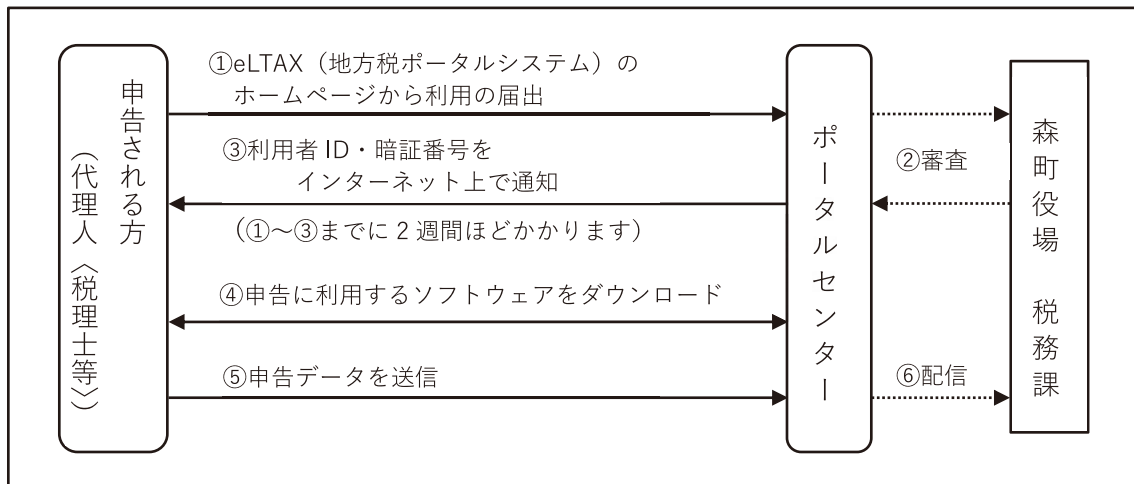 申告される方
（代理人〈税理士等〉）
①eLTAX（地方税ポータルシステム）の
ホームページから利用の届出
②審査
③利用者 ID・暗証番号を
インターネット上で通知
（①～③までに 2 週間ほどかかります）
④申告に利用するソフトウェアをダウンロード
⑤申告データを送信
⑥配信
ポータルセンター
森町役場　税務課